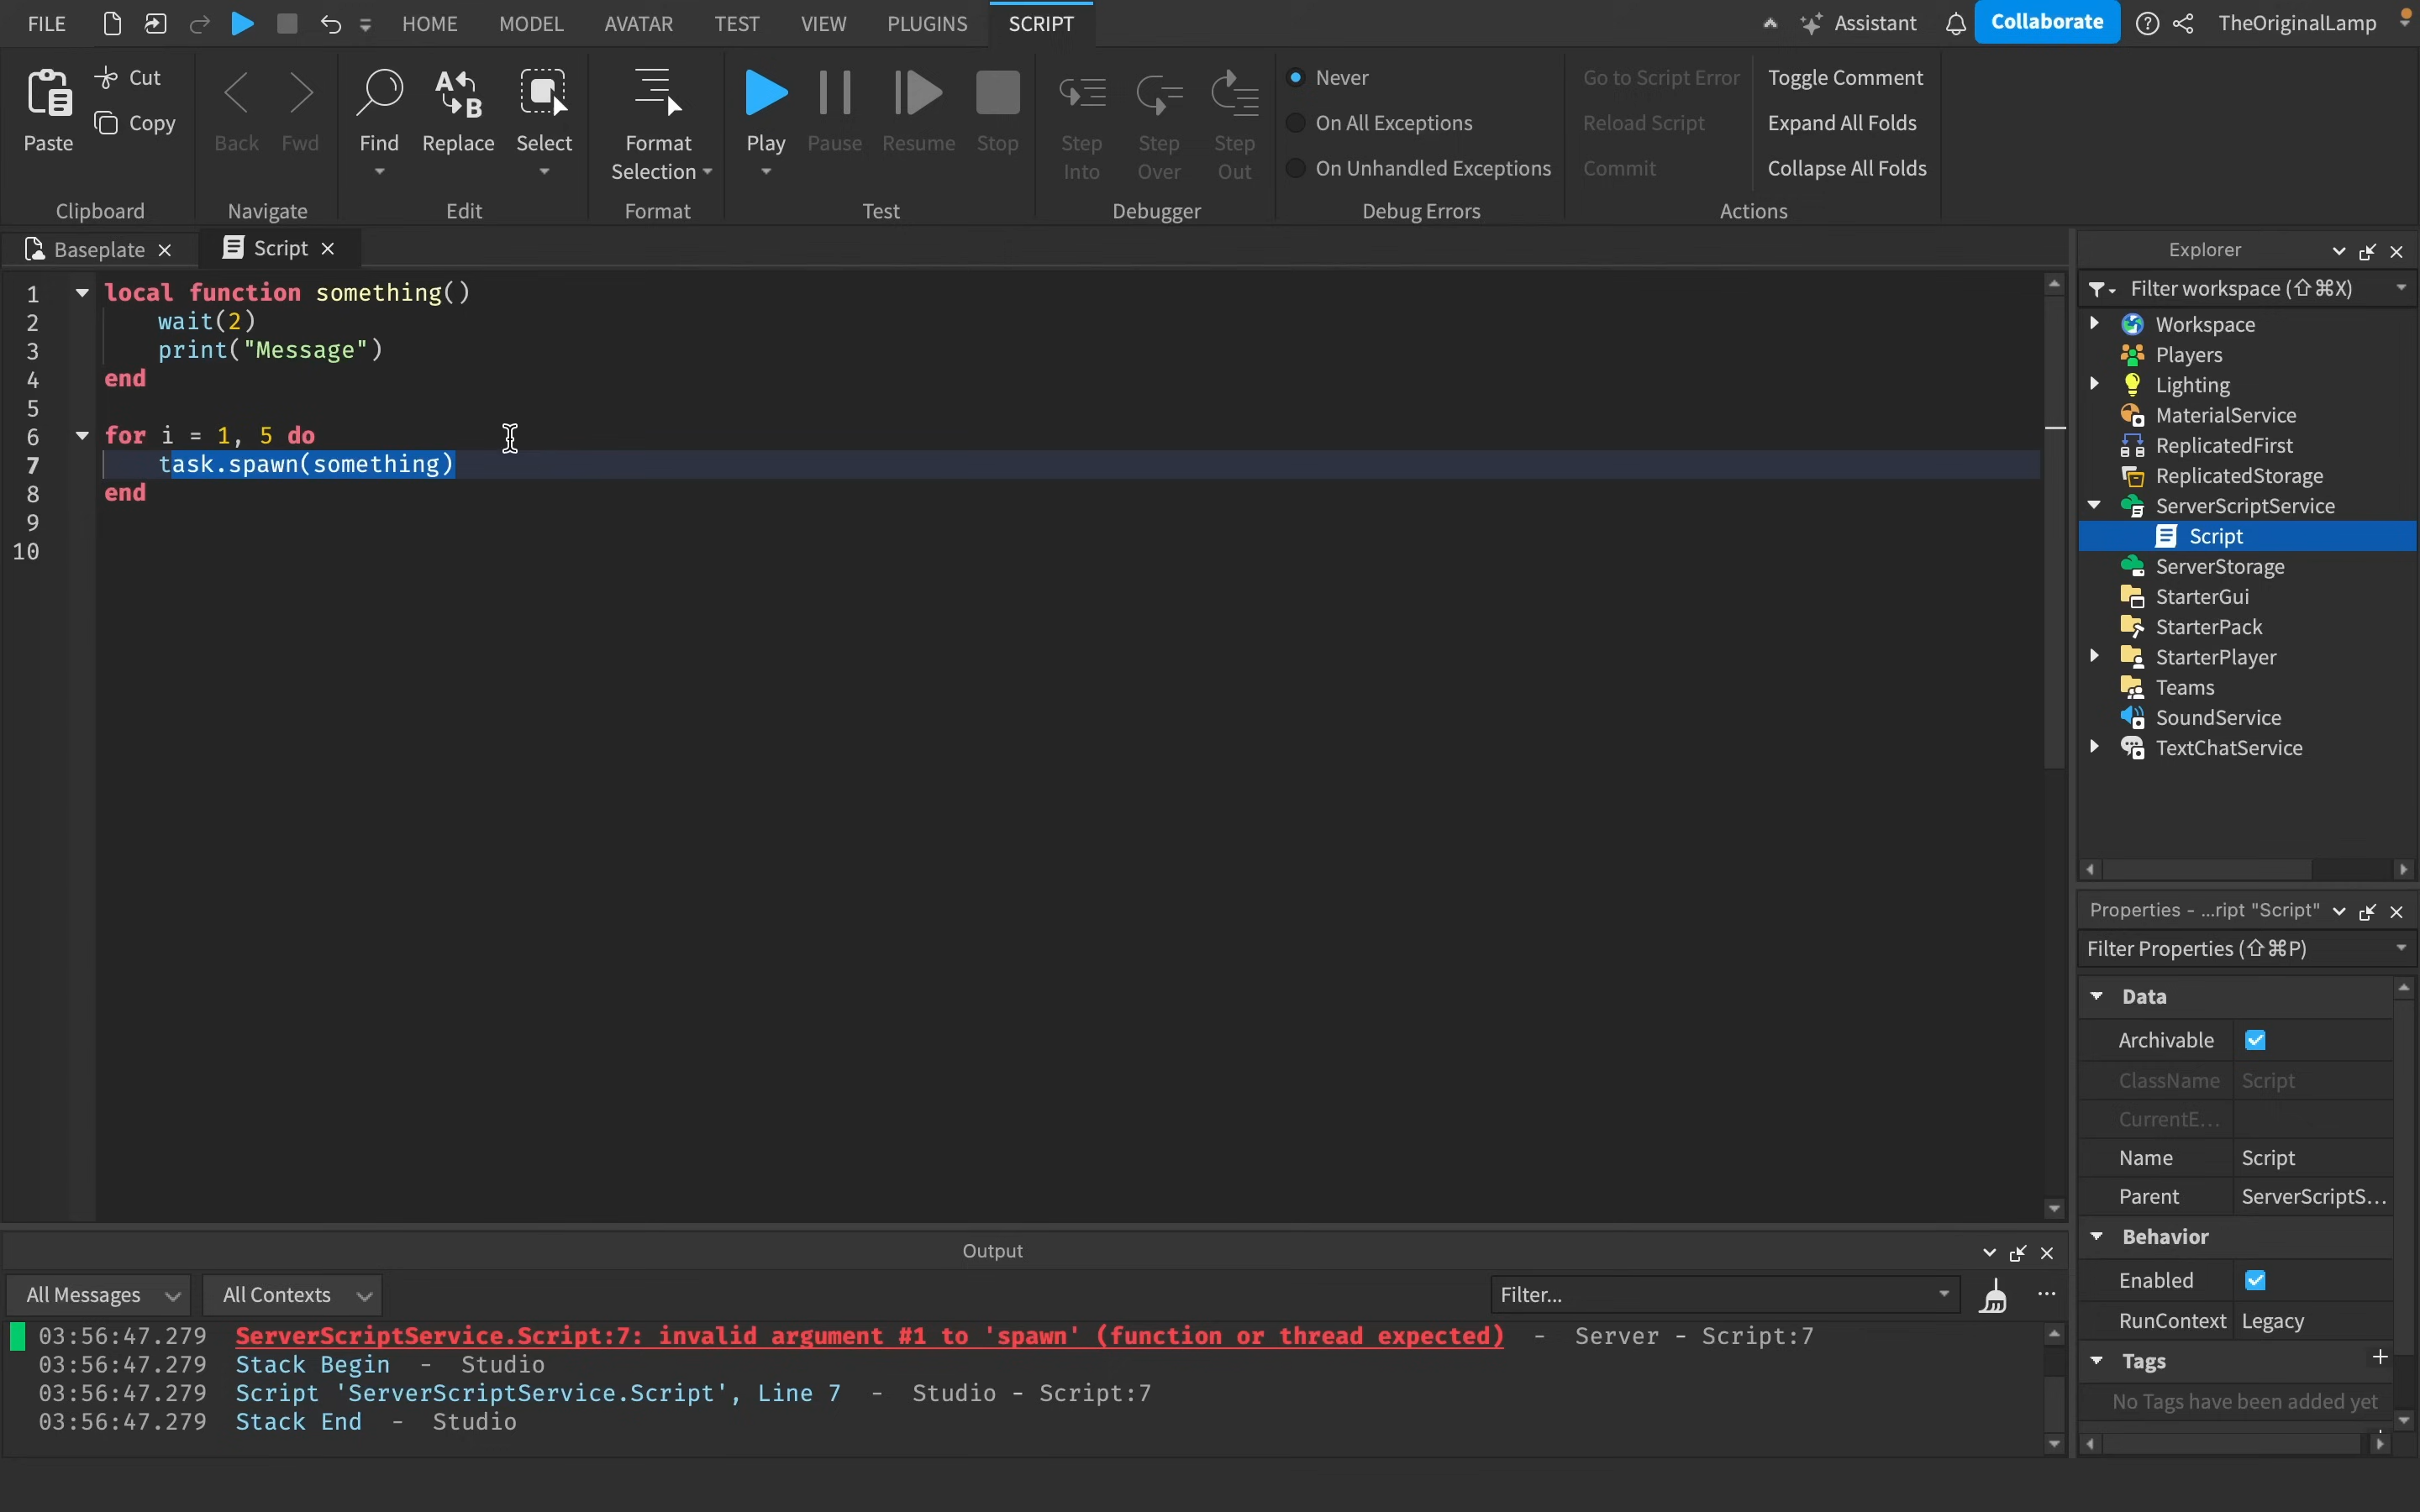 FILE HOME MODEL AVATAR TEST VIEW PLUGINS SCRIPT Assistant Collaborate TheOriginalLamp
Paste Cut Copy
Clipboard
Back Fwd
Navigate
Find Replace Select
Edit
Format Selection
Format
Play Pause Resume Stop
Test
Step Into Step Over Step Out
Debugger
Never
On All Exceptions
On Unhandled Exceptions
Debug Errors
Go to Script Error Toggle Comment
Reload Script Expand All Folds
Commit Collapse All Folds
Actions
Baseplate Script
1 local function something()
2 wait(2)
3 print("Message")
4 end
5
6 for i = 1, 5 do
7 task.spawn(something)
8 end
9
10
Explorer
Filter workspace (⇧⌘X)
Workspace
Players
Lighting
MaterialService
ReplicatedFirst
ReplicatedStorage
ServerScriptService
Script
ServerStorage
StarterGui
StarterPack
StarterPlayer
Teams
SoundService
TextChatService
Properties - ...ript "Script"
Filter Properties (⇧⌘P)
Data
Archivable
ClassName Script
CurrentE...
Name Script
Parent ServerScriptS...
Behavior
Enabled
RunContext Legacy
Tags +
No Tags have been added yet
Output
All Messages All Contexts Filter...
03:56:47.279 ServerScriptService.Script:7: invalid argument #1 to 'spawn' (function or thread expected) - Server - Script:7
03:56:47.279 Stack Begin - Studio
03:56:47.279 Script 'ServerScriptService.Script', Line 7 - Studio - Script:7
03:56:47.279 Stack End - Studio